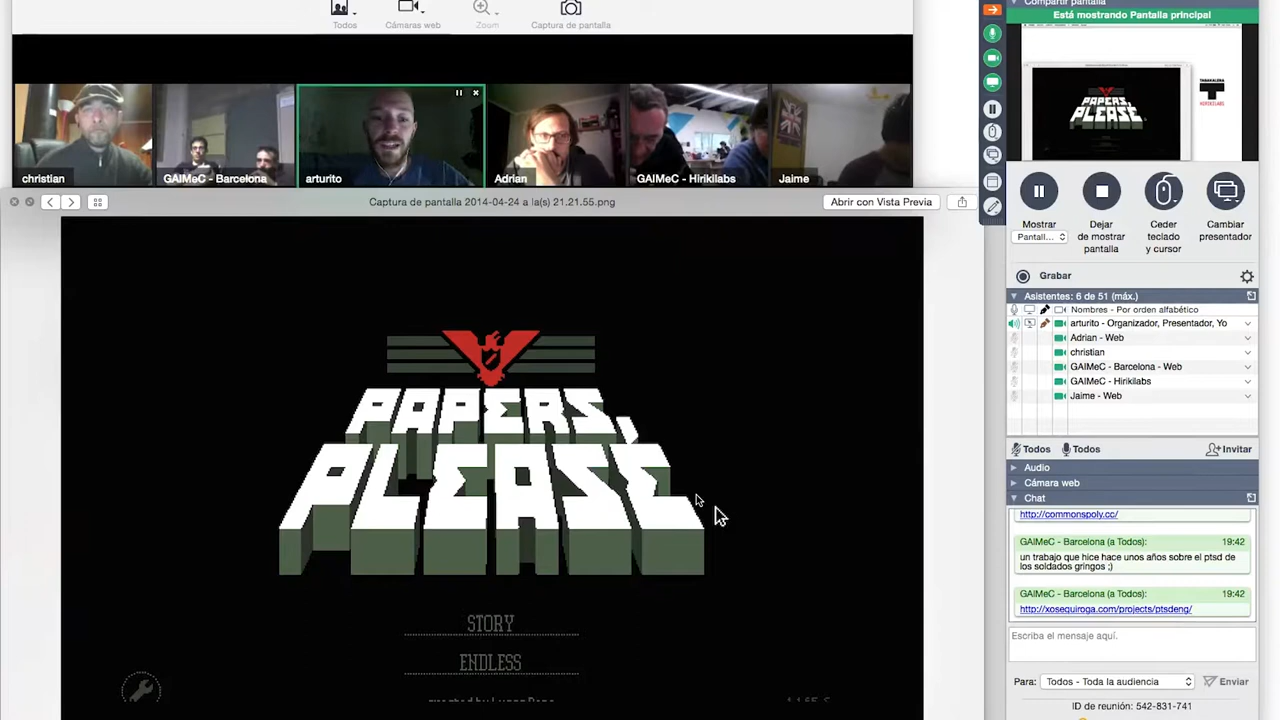 Todos
Cámaras web
Zoom
Captura de pantalla
christian
GAIMeC - Barcelona
arturito
Adrian
GAIMeC - Hirikilabs
Jaime
Captura de pantalla 2014-04-24 a la(s) 21.21.55.png
Abrir con Vista Previa
PAPERS,
PLEASE
STORY
ENDLESS
Compartir pantalla
Está mostrando Pantalla principal
PAPERS,
PLEASE
TABAKALERA
HIRIKILABS
Mostrar
Pantall...
Dejar
de mostrar
pantalla
Ceder
teclado
y cursor
Cambiar
presentador
Grabar
Asistentes: 6 de 51 (máx.)
Nombres - Por orden alfabético
arturito - Organizador, Presentador, Yo
Adrian - Web
christian
GAIMeC - Barcelona - Web
GAIMeC - Hirikilabs
Jaime - Web
Todos
Todos
Invitar
Audio
Cámara web
Chat
http://commonspoly.cc/
GAIMeC - Barcelona (a Todos): 19:42
un trabajo que hice hace unos años sobre el ptsd de
los soldados gringos ;)
GAIMeC - Barcelona (a Todos): 19:42
http://xosequiroga.com/projects/ptsdeng/
Escriba el mensaje aquí.
Para: Todos - Toda la audiencia
Enviar
ID de reunión: 542-831-741